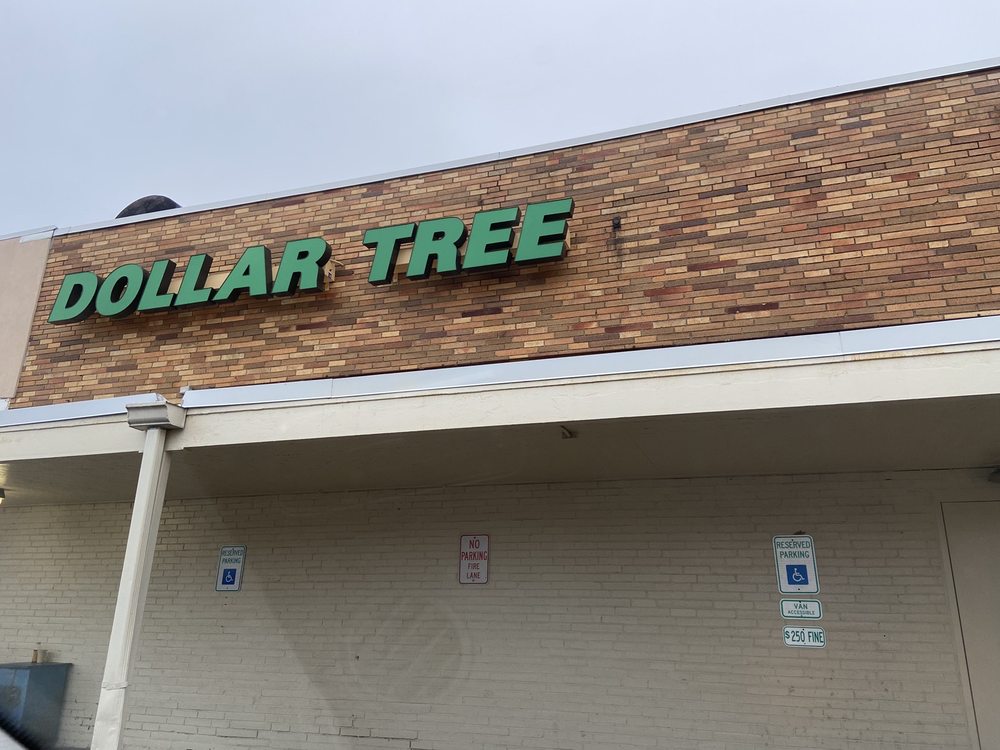 DOLLAR TREE
RESERVED
PARKING
NO
PARKING
FIRE
LANE
RESERVED
PARKING
VAN
ACCESSIBLE
$250 FINE